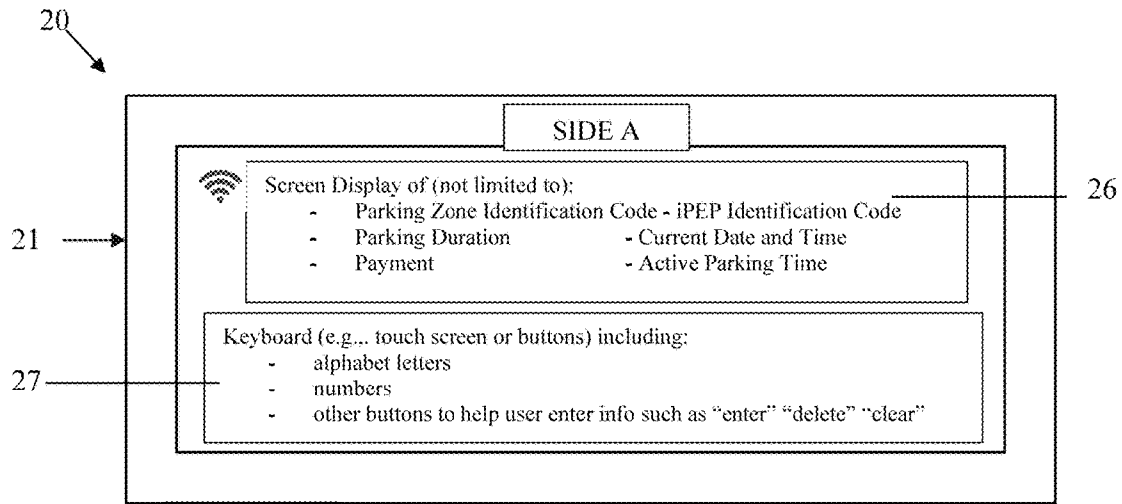 20
SIDE A
Screen Display of (not limited to):
- Parking Zone Identification Code - iPEP Identification Code
- Parking Duration - Current Date and Time
- Payment - Active Parking Time
26
21
Keyboard (e.g... touch screen or buttons) including:
- alphabet letters
- numbers
- other buttons to help user enter info such as “enter” “delete” “clear”
27